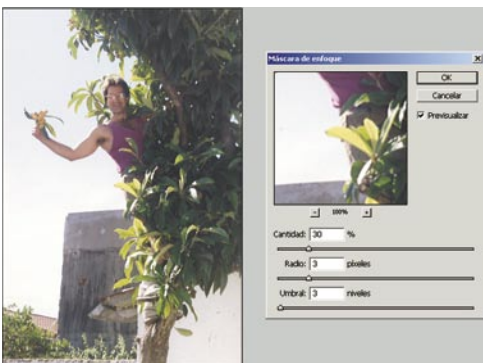 Máscara de enfoque
OK
Cancelar
Previsualizar
100%
Cantidad: 30 %
Radio: 3 píxeles
Umbral: 3 niveles